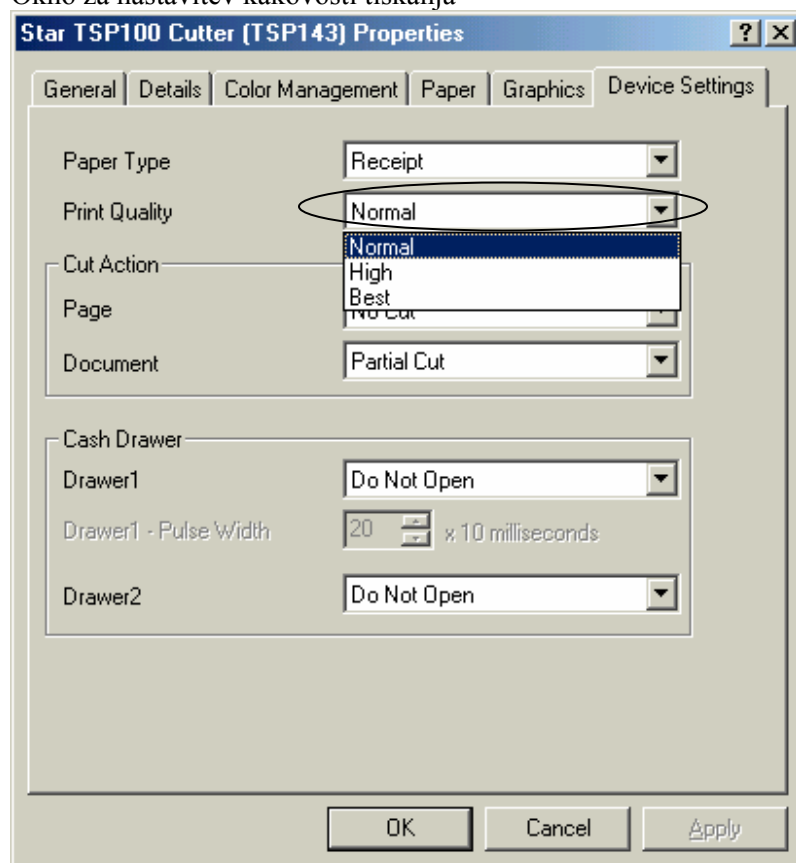 Okno za nastavitev kakovosti tiskanja
Star TSP100 Cutter (TSP143) Properties
General Details Color Management Paper Graphics Device Settings
Paper Type Receipt
Print Quality Normal
Normal
High
Best
Cut Action
Page No Cut
Document Partial Cut
Cash Drawer
Drawer1 Do Not Open
Drawer1 - Pulse Width 20 x 10 milliseconds
Drawer2 Do Not Open
OK Cancel Apply